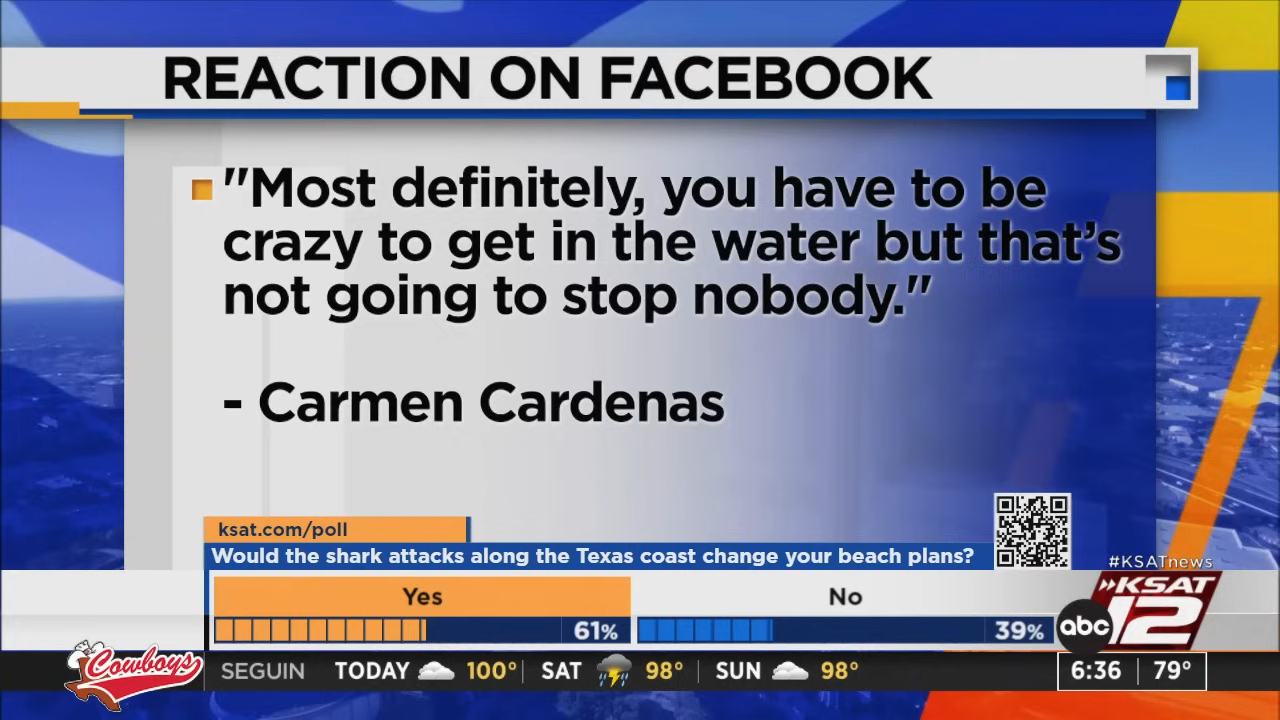 REACTION ON FACEBOOK
"Most definitely, you have to be
crazy to get in the water but that's
not going to stop nobody."
- Carmen Cardenas
ksat.com/poll
Would the shark attacks along the Texas coast change your beach plans?
Yes
No
61%
39%
#KSATnews
KSAT
abc 12
Cowboys SEGUIN TODAY 100° SAT 98° SUN 98° 6:36 79°